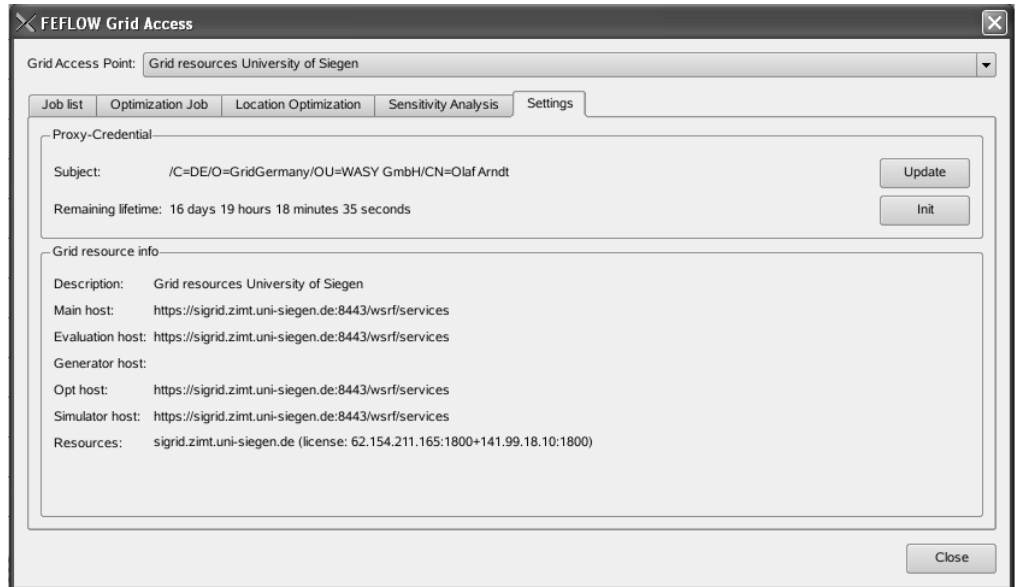 FEFLOW Grid Access
Grid Access Point: Grid resources University of Siegen
Job list Optimization Job Location Optimization Sensitivity Analysis Settings
Proxy-Credential
Subject: /C=DE/O=GridGermany/OU=WASY GmbH/CN=Olaf Arndt Update
Remaining lifetime: 16 days 19 hours 18 minutes 35 seconds Init
Grid resource info
Description: Grid resources University of Siegen
Main host: https://sigrid.zimt.uni-siegen.de:8443/wsrf/services
Evaluation host: https://sigrid.zimt.uni-siegen.de:8443/wsrf/services
Generator host:
Opt host: https://sigrid.zimt.uni-siegen.de:8443/wsrf/services
Simulator host: https://sigrid.zimt.uni-siegen.de:8443/wsrf/services
Resources: sigrid.zimt.uni-siegen.de (license: 62.154.211.165:1800+141.99.18.10:1800)
Close